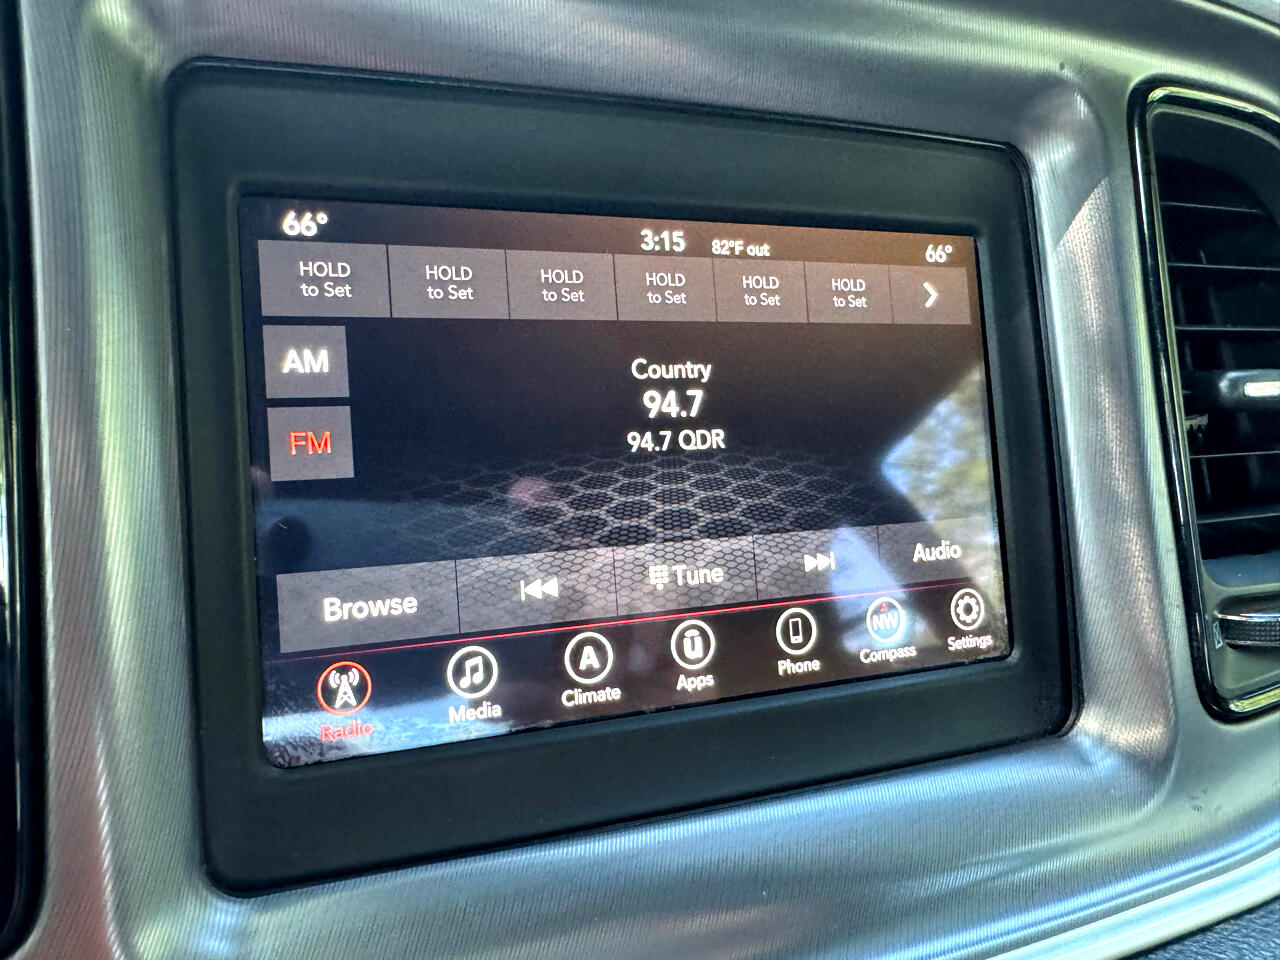 66°
3:15
82°F out
66°
HOLD
to Set
HOLD
to Set
HOLD
to Set
HOLD
to Set
HOLD
to Set
HOLD
to Set
AM
FM
Country
94.7
94.7 QDR
Browse
Tune
Audio
Radio
Media
A
Climate
ū
Apps
Phone
NW
Compass
Settings